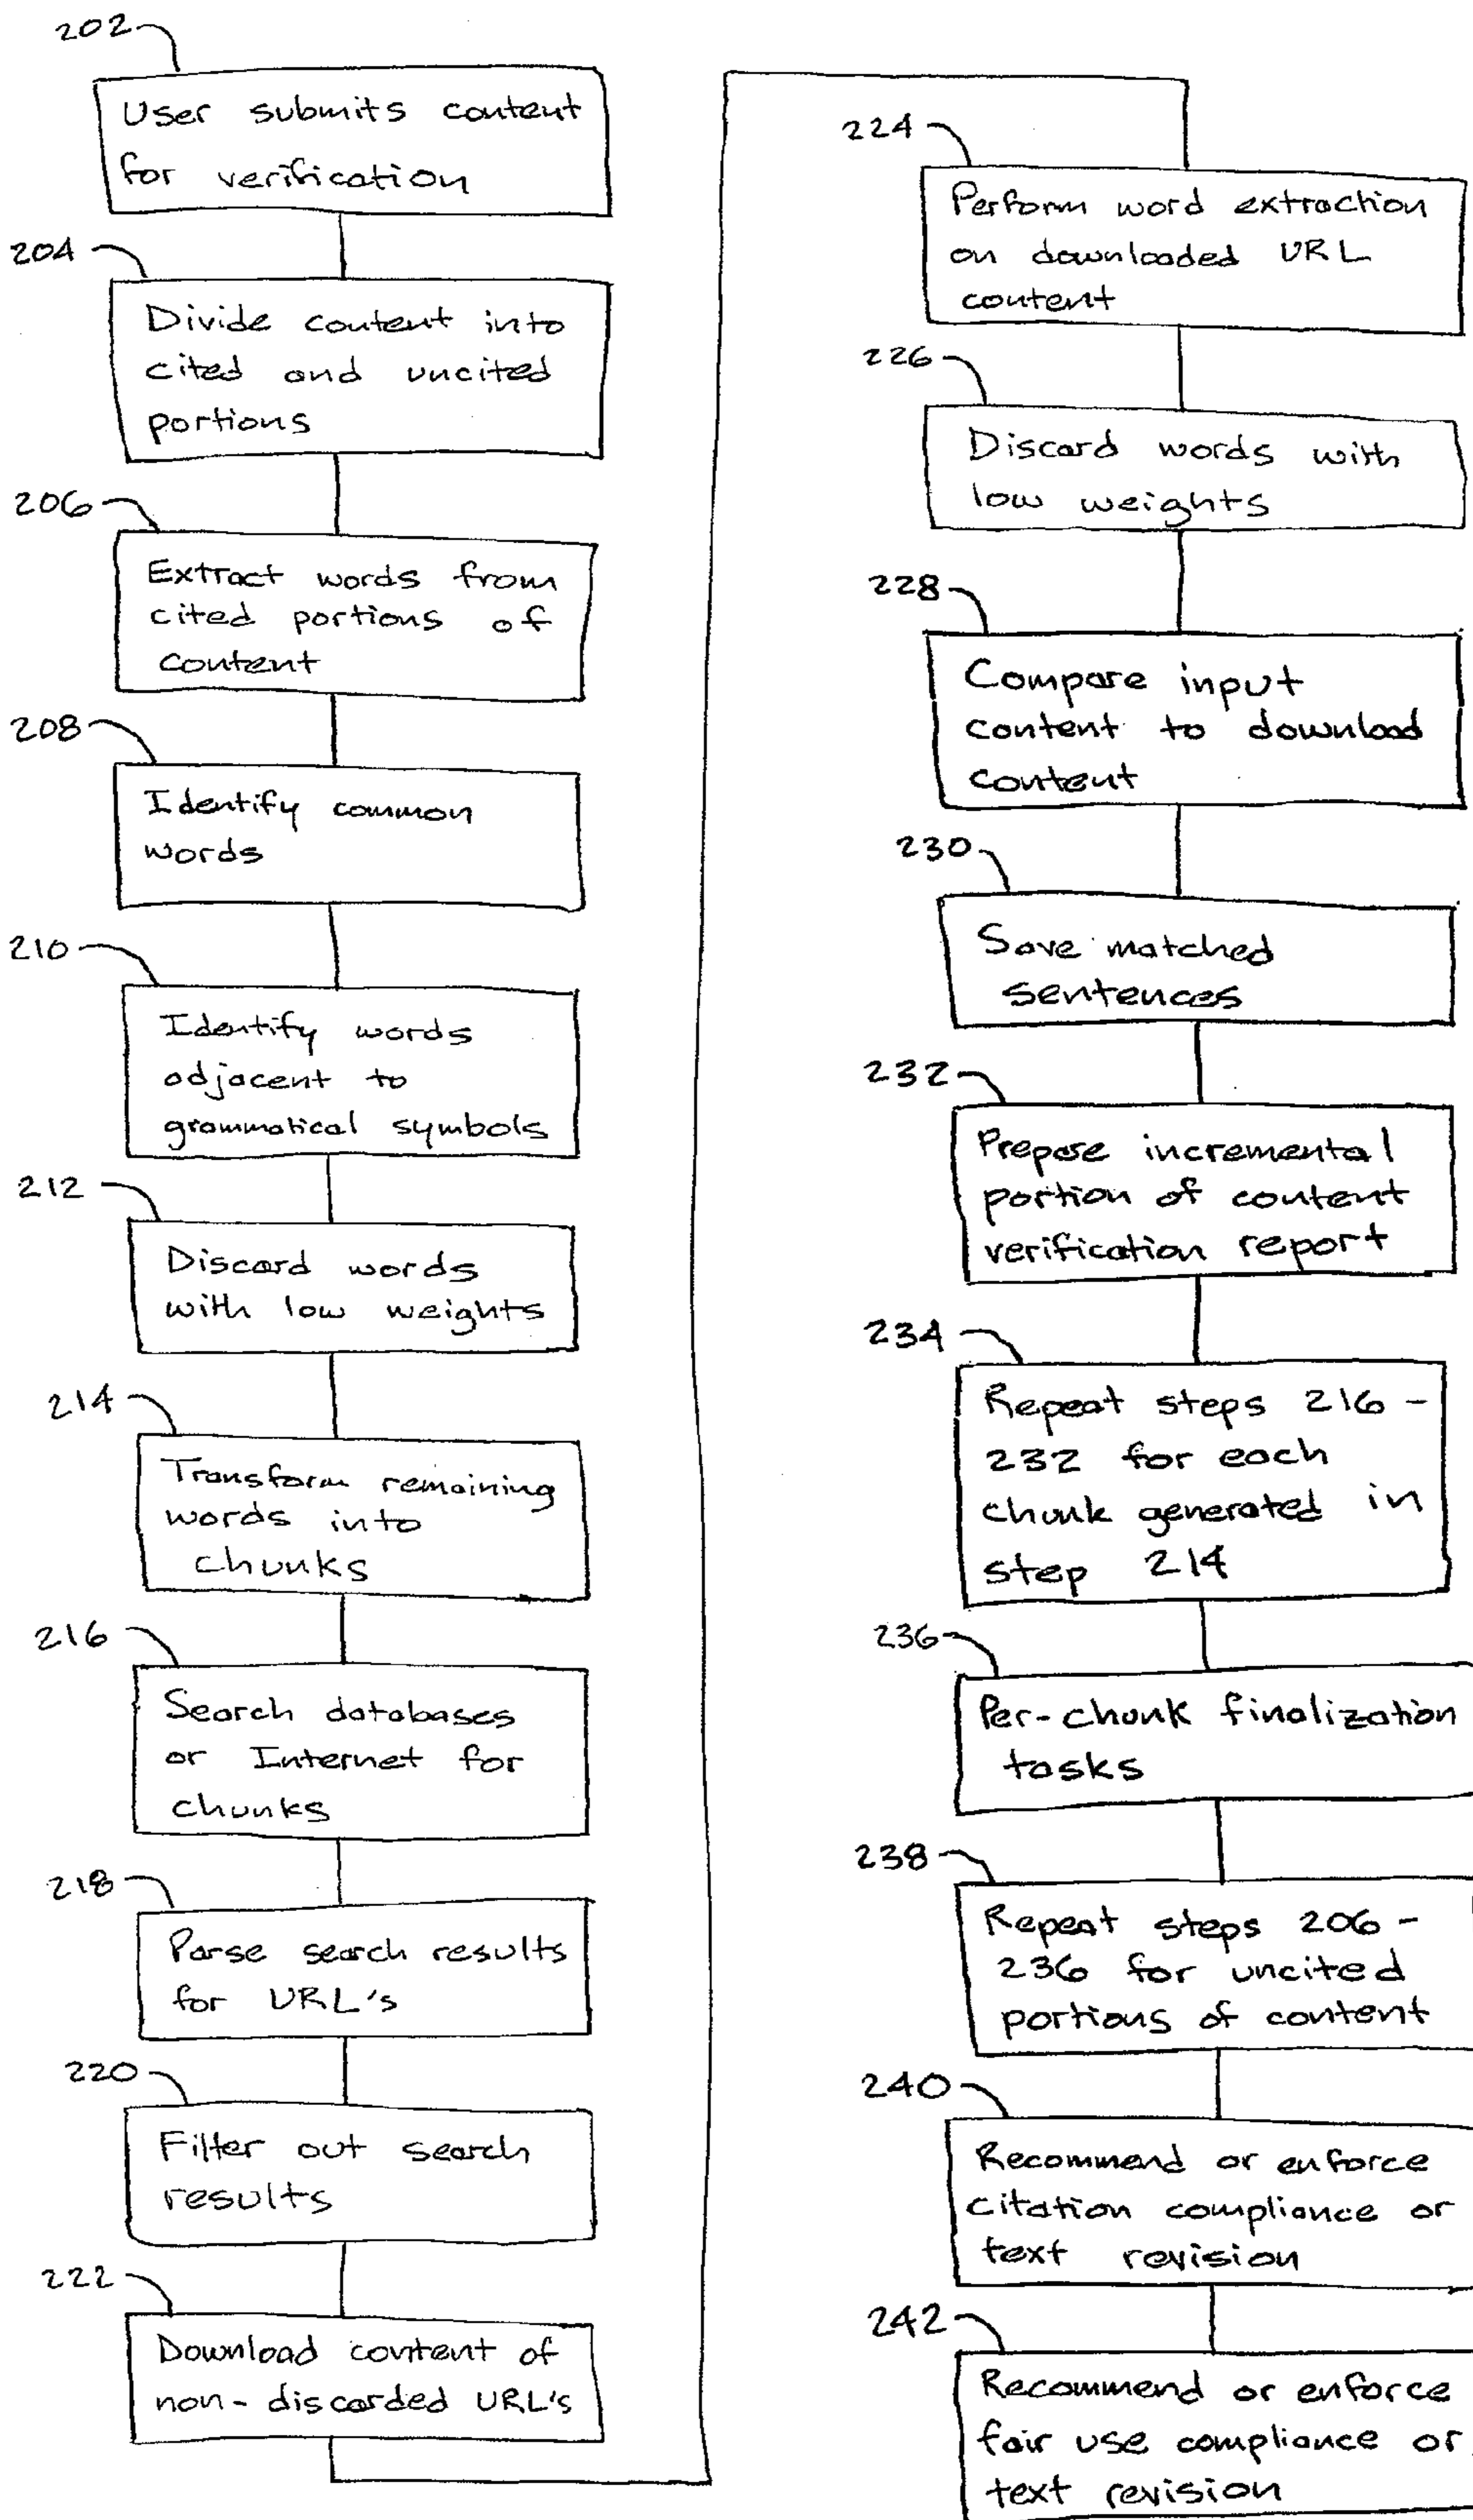 202
User submits content
for verification
204
Divide content into
cited and uncited
portions
206
Extract words from
cited portions of
content
208
Identify common
words
210
Identify words
adjacent to
grammatical symbols
212
Discard words
with low weights
214
Transform remaining
words into
chunks
216
Search databases
or Internet for
chunks
218
Parse search results
for URL's
220
Filter out search
results
222
Download content of
non-discarded URL's
224
Perform word extraction
on downloaded URL
content
226
Discard words with
low weights
228
Compare input
content to download
content
230
Save matched
sentences
232
Prepare incremental
portion of content
verification report
234
Repeat steps 216-
232 for each
chunk generated in
step 214
236
Per-chunk finalization
tasks
238
Repeat steps 206-
236 for uncited
portions of content
240
Recommend or enforce
citation compliance or
text revision
242
Recommend or enforce
fair use compliance or
text revision